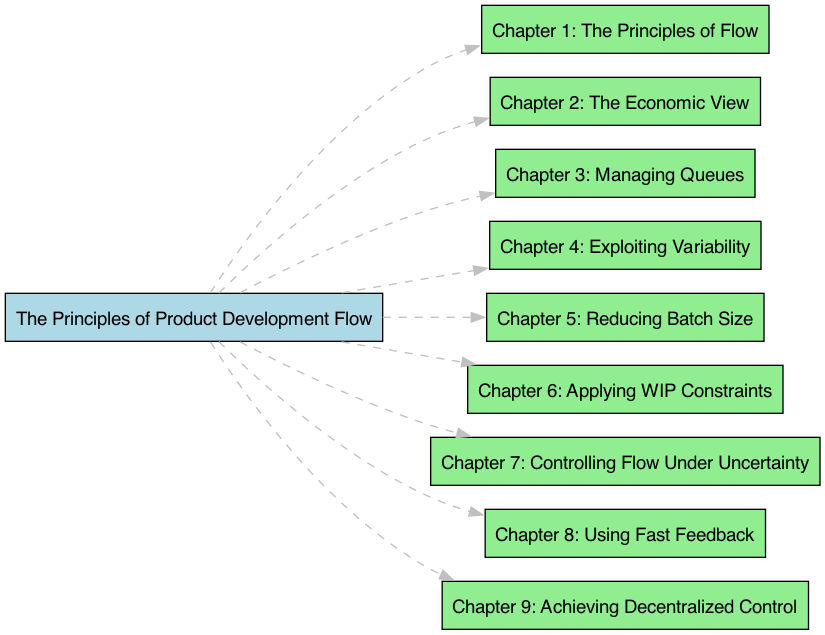 Chapter 1: The Principles of Flow
Chapter 2: The Economic View
Chapter 3: Managing Queues
Chapter 4: Exploiting Variability
The Principles of Product Development Flow
Chapter 5: Reducing Batch Size
Chapter 6: Applying WIP Constraints
Chapter 7: Controlling Flow Under Uncertainty
Chapter 8: Using Fast Feedback
Chapter 9: Achieving Decentralized Control